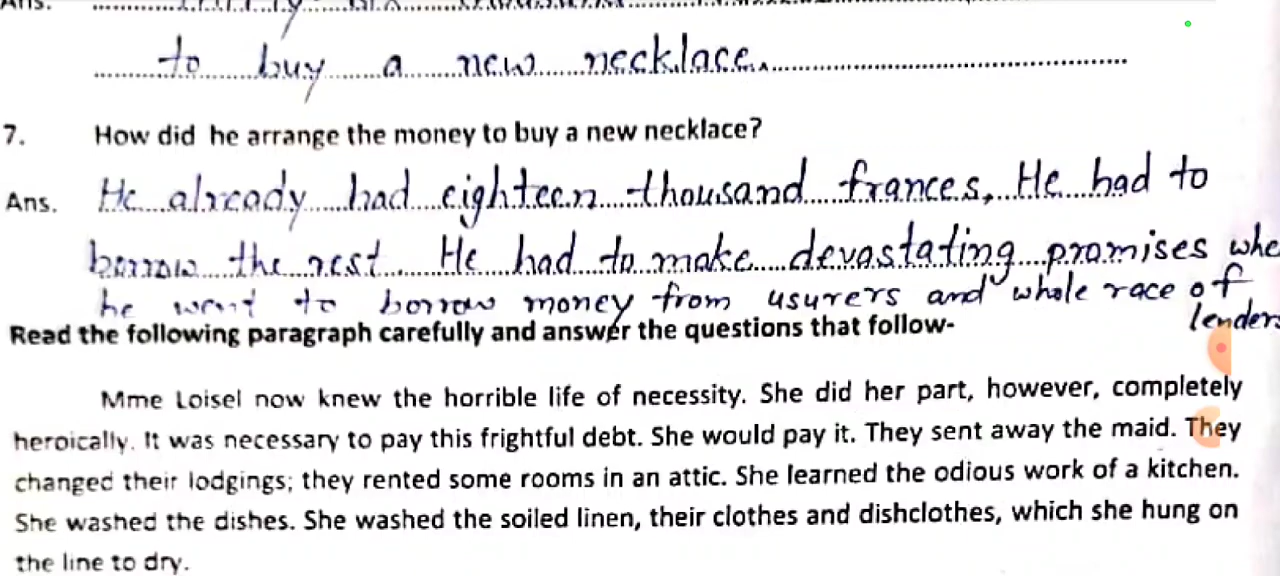 Ans.
to buy a new necklace.
7. How did he arrange the money to buy a new necklace?
Ans. He already had eighteen thousand frances. He had to
borrow the rest. He had to make devastating promises whe
he went to borrow money from usurers and whole race of
lenders
Read the following paragraph carefully and answer the questions that follow-
Mme Loisel now knew the horrible life of necessity. She did her part, however, completely
heroically. It was necessary to pay this frightful debt. She would pay it. They sent away the maid. They
changed their lodgings; they rented some rooms in an attic. She learned the odious work of a kitchen.
She washed the dishes. She washed the soiled linen, their clothes and dishclothes, which she hung on
the line to dry.